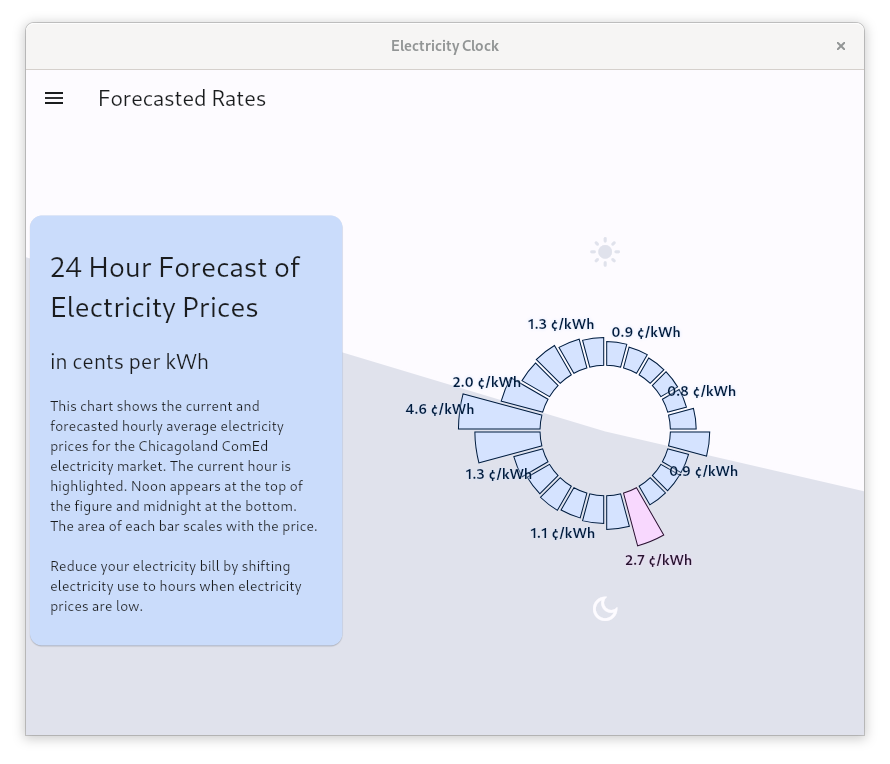 Electricity Clock
Forecasted Rates
24 Hour Forecast of
Electricity Prices
in cents per kWh
This chart shows the current and
forecasted hourly average electricity
prices for the Chicagoland ComEd
electricity market. The current hour is
highlighted. Noon appears at the top of
the figure and midnight at the bottom.
The area of each bar scales with the price.
Reduce your electricity bill by shifting
electricity use to hours when electricity
prices are low.
1.3 ¢/kWh
0.9 ¢/kWh
2.0 ¢/kWh
0.8 ¢/kWh
4.6 ¢/kWh
1.3 ¢/kWh
0.9 ¢/kWh
1.1 ¢/kWh
2.7 ¢/kWh